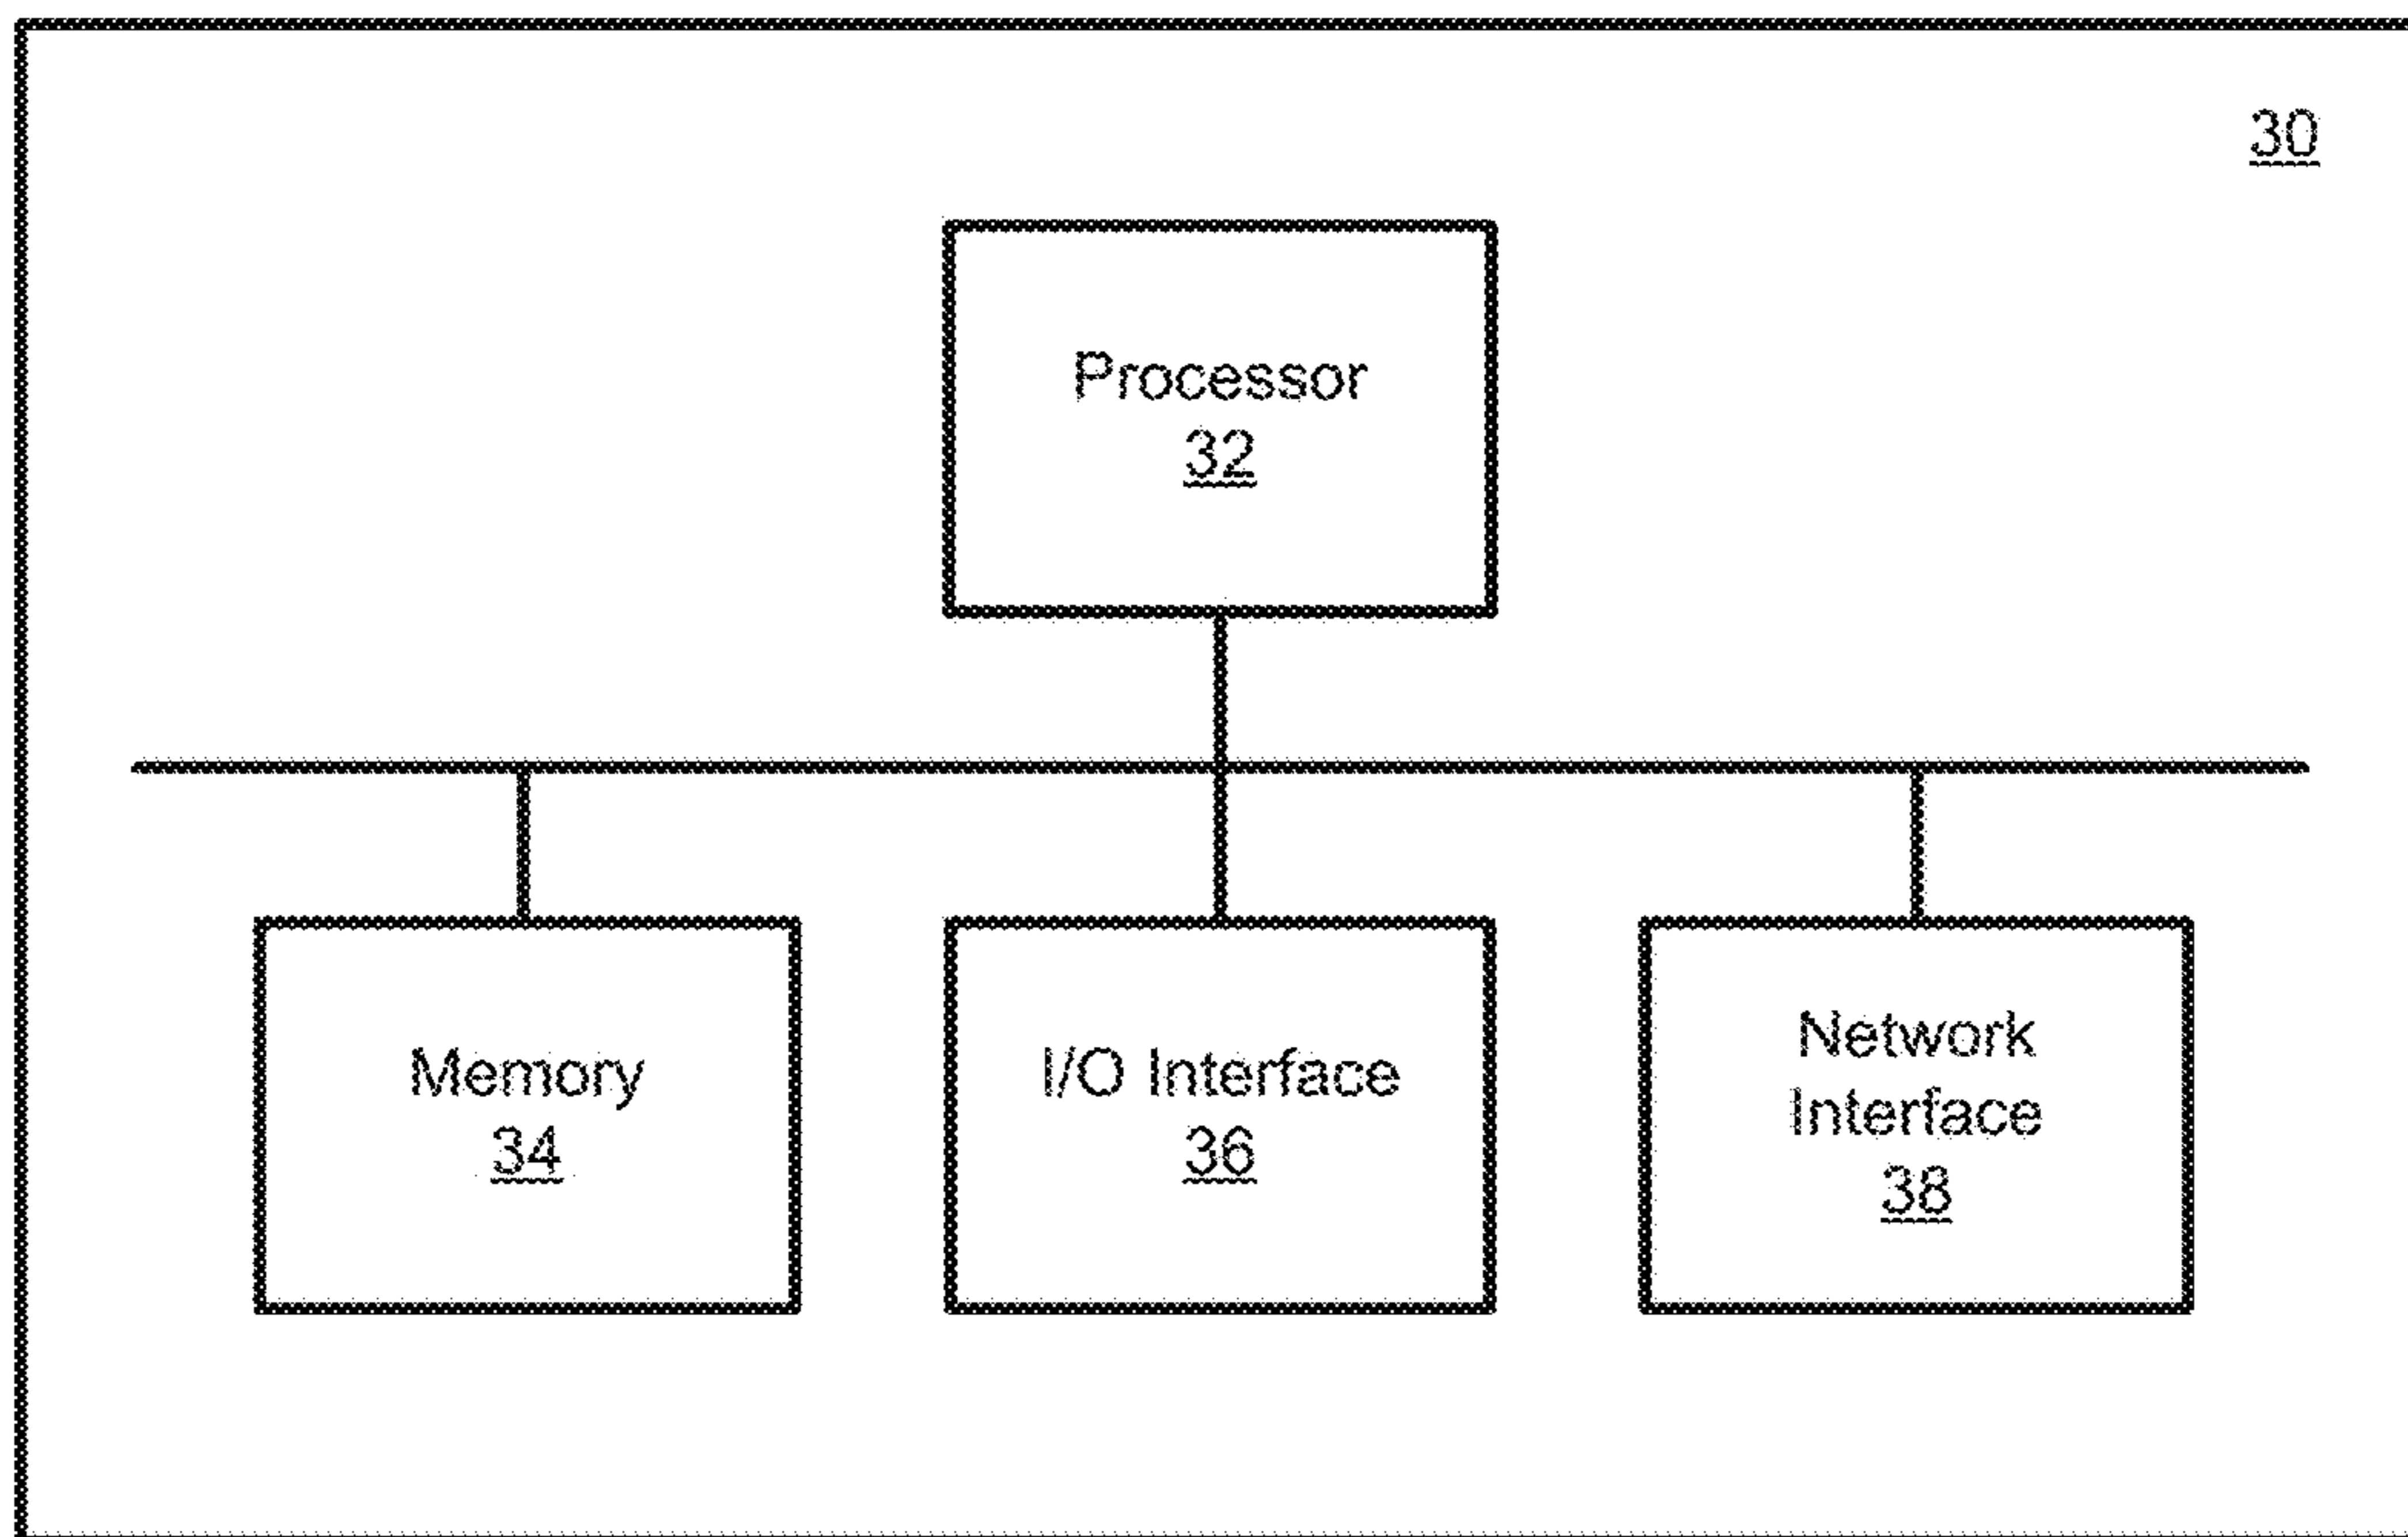 30
Processor
32
Memory
34
I/O Interface
36
Network
Interface
38